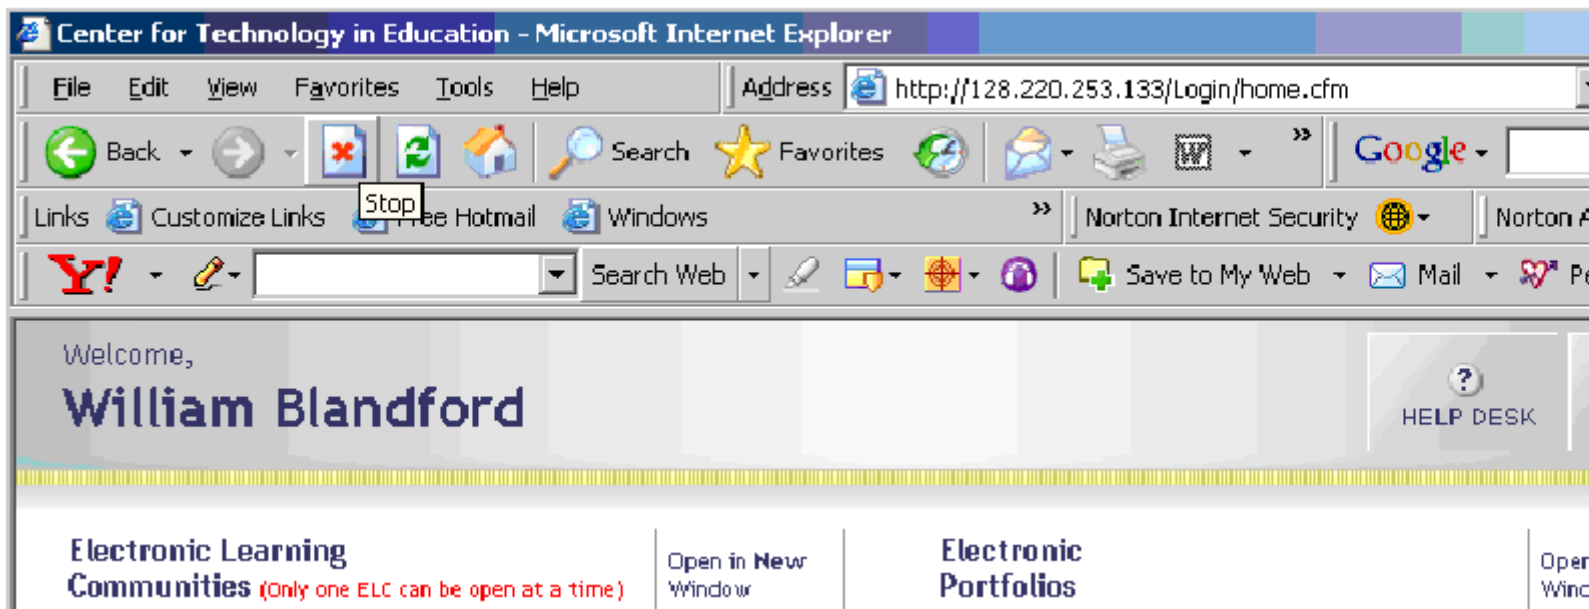 Center for Technology in Education - Microsoft Internet Explorer
File Edit View Favorites Tools Help Address http://128.220.253.133/Login/home.cfm
Back Search Favorites W Google
Stop
Links Customize Links Hotmail Windows Norton Internet Security Norton
Y! Search Web Save to My Web Mail
Welcome,
William Blandford
? HELP DESK
Electronic Learning
Communities (Only one ELC can be open at a time)
Open in New
Window
Electronic
Portfolios